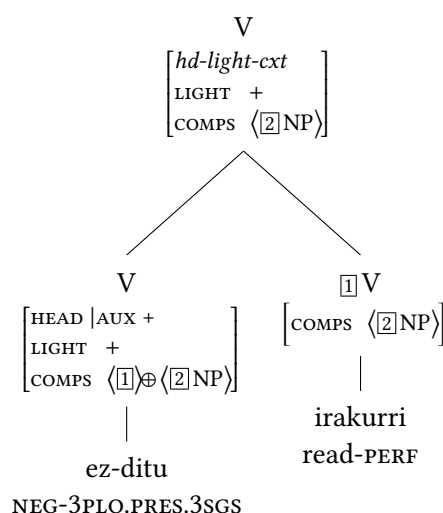 V
[hd-light-cxt
LIGHT +
COMPS ⟨[2]NP⟩]
V
[HEAD |AUX +
LIGHT +
COMPS ⟨[1]⟩⊕⟨[2]NP⟩]
[1]V
[COMPS ⟨[2]NP⟩]
irakurri
read-PERF
ez-ditu
NEG-3PLO.PRES.3SGS